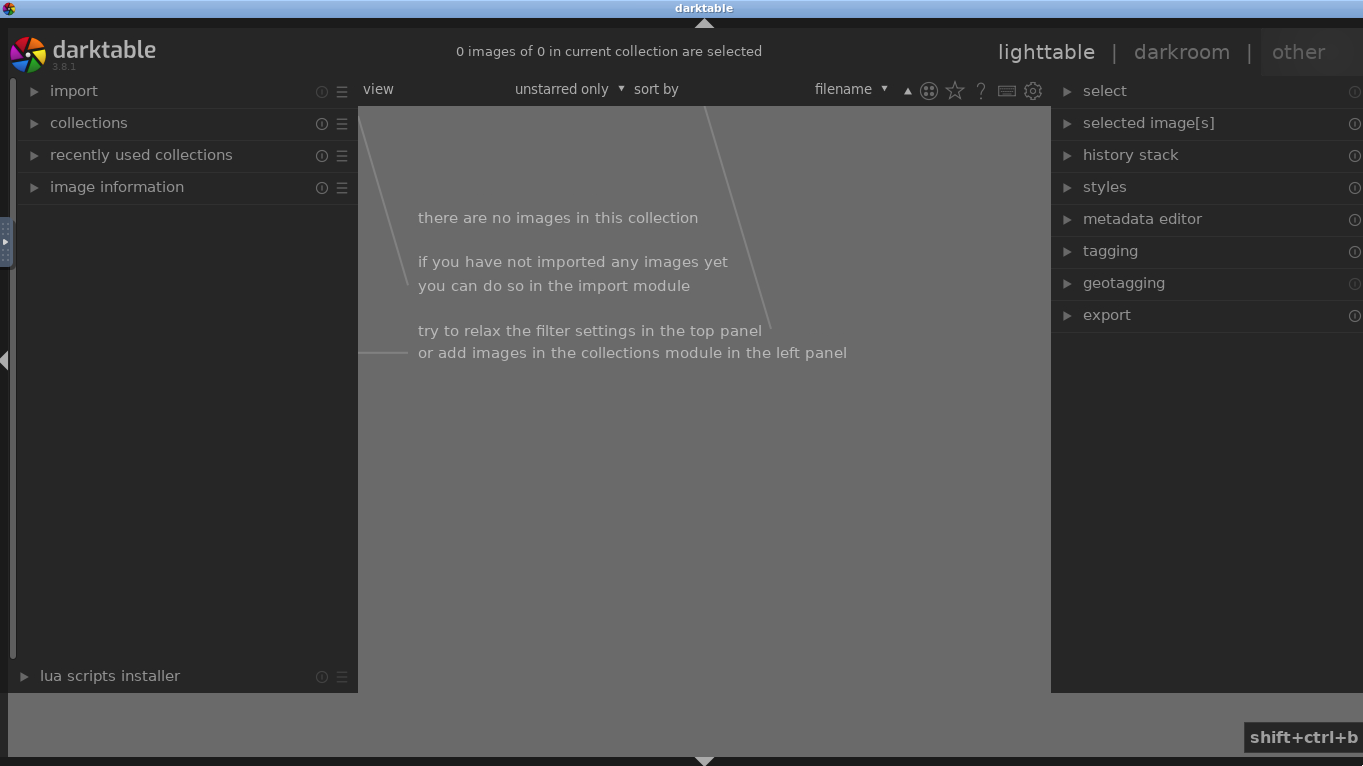 darktable
darktable
3.8.1
0 images of 0 in current collection are selected
lighttable | darkroom | other
import
collections
recently used collections
image information
lua scripts installer
view unstarred only sort by filename
there are no images in this collection
if you have not imported any images yet
you can do so in the import module
try to relax the filter settings in the top panel
or add images in the collections module in the left panel
select
selected image[s]
history stack
styles
metadata editor
tagging
geotagging
export
shift+ctrl+b